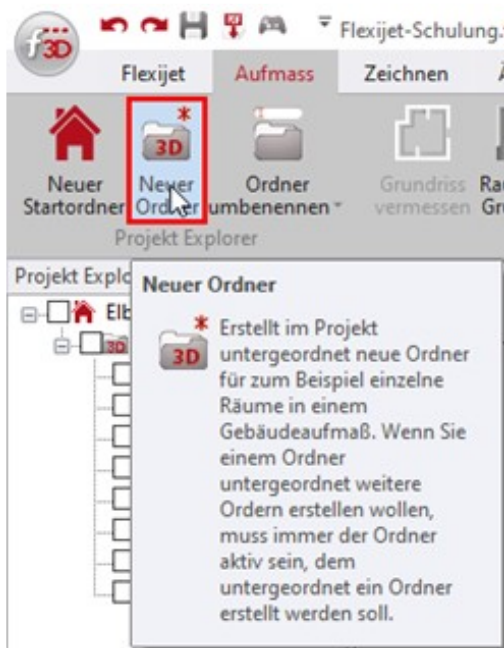 f3D
Flexijet-Schulung.
Flexijet Aufmass Zeichnen
Neuer Startordner
Neuer Ordner
Ordner umbenennen
Grundriss vermessen
Projekt Explorer
Projekt Explo
Elb
3D
Neuer Ordner
3D
Erstellt im Projekt
untergeordnet neue Ordner
für zum Beispiel einzelne
Räume in einem
Gebäudeaufmaß. Wenn Sie
einem Ordner
untergeordnet weitere
Ordern erstellen wollen,
muss immer der Ordner
aktiv sein, dem
untergeordnet ein Ordner
erstellt werden soll.